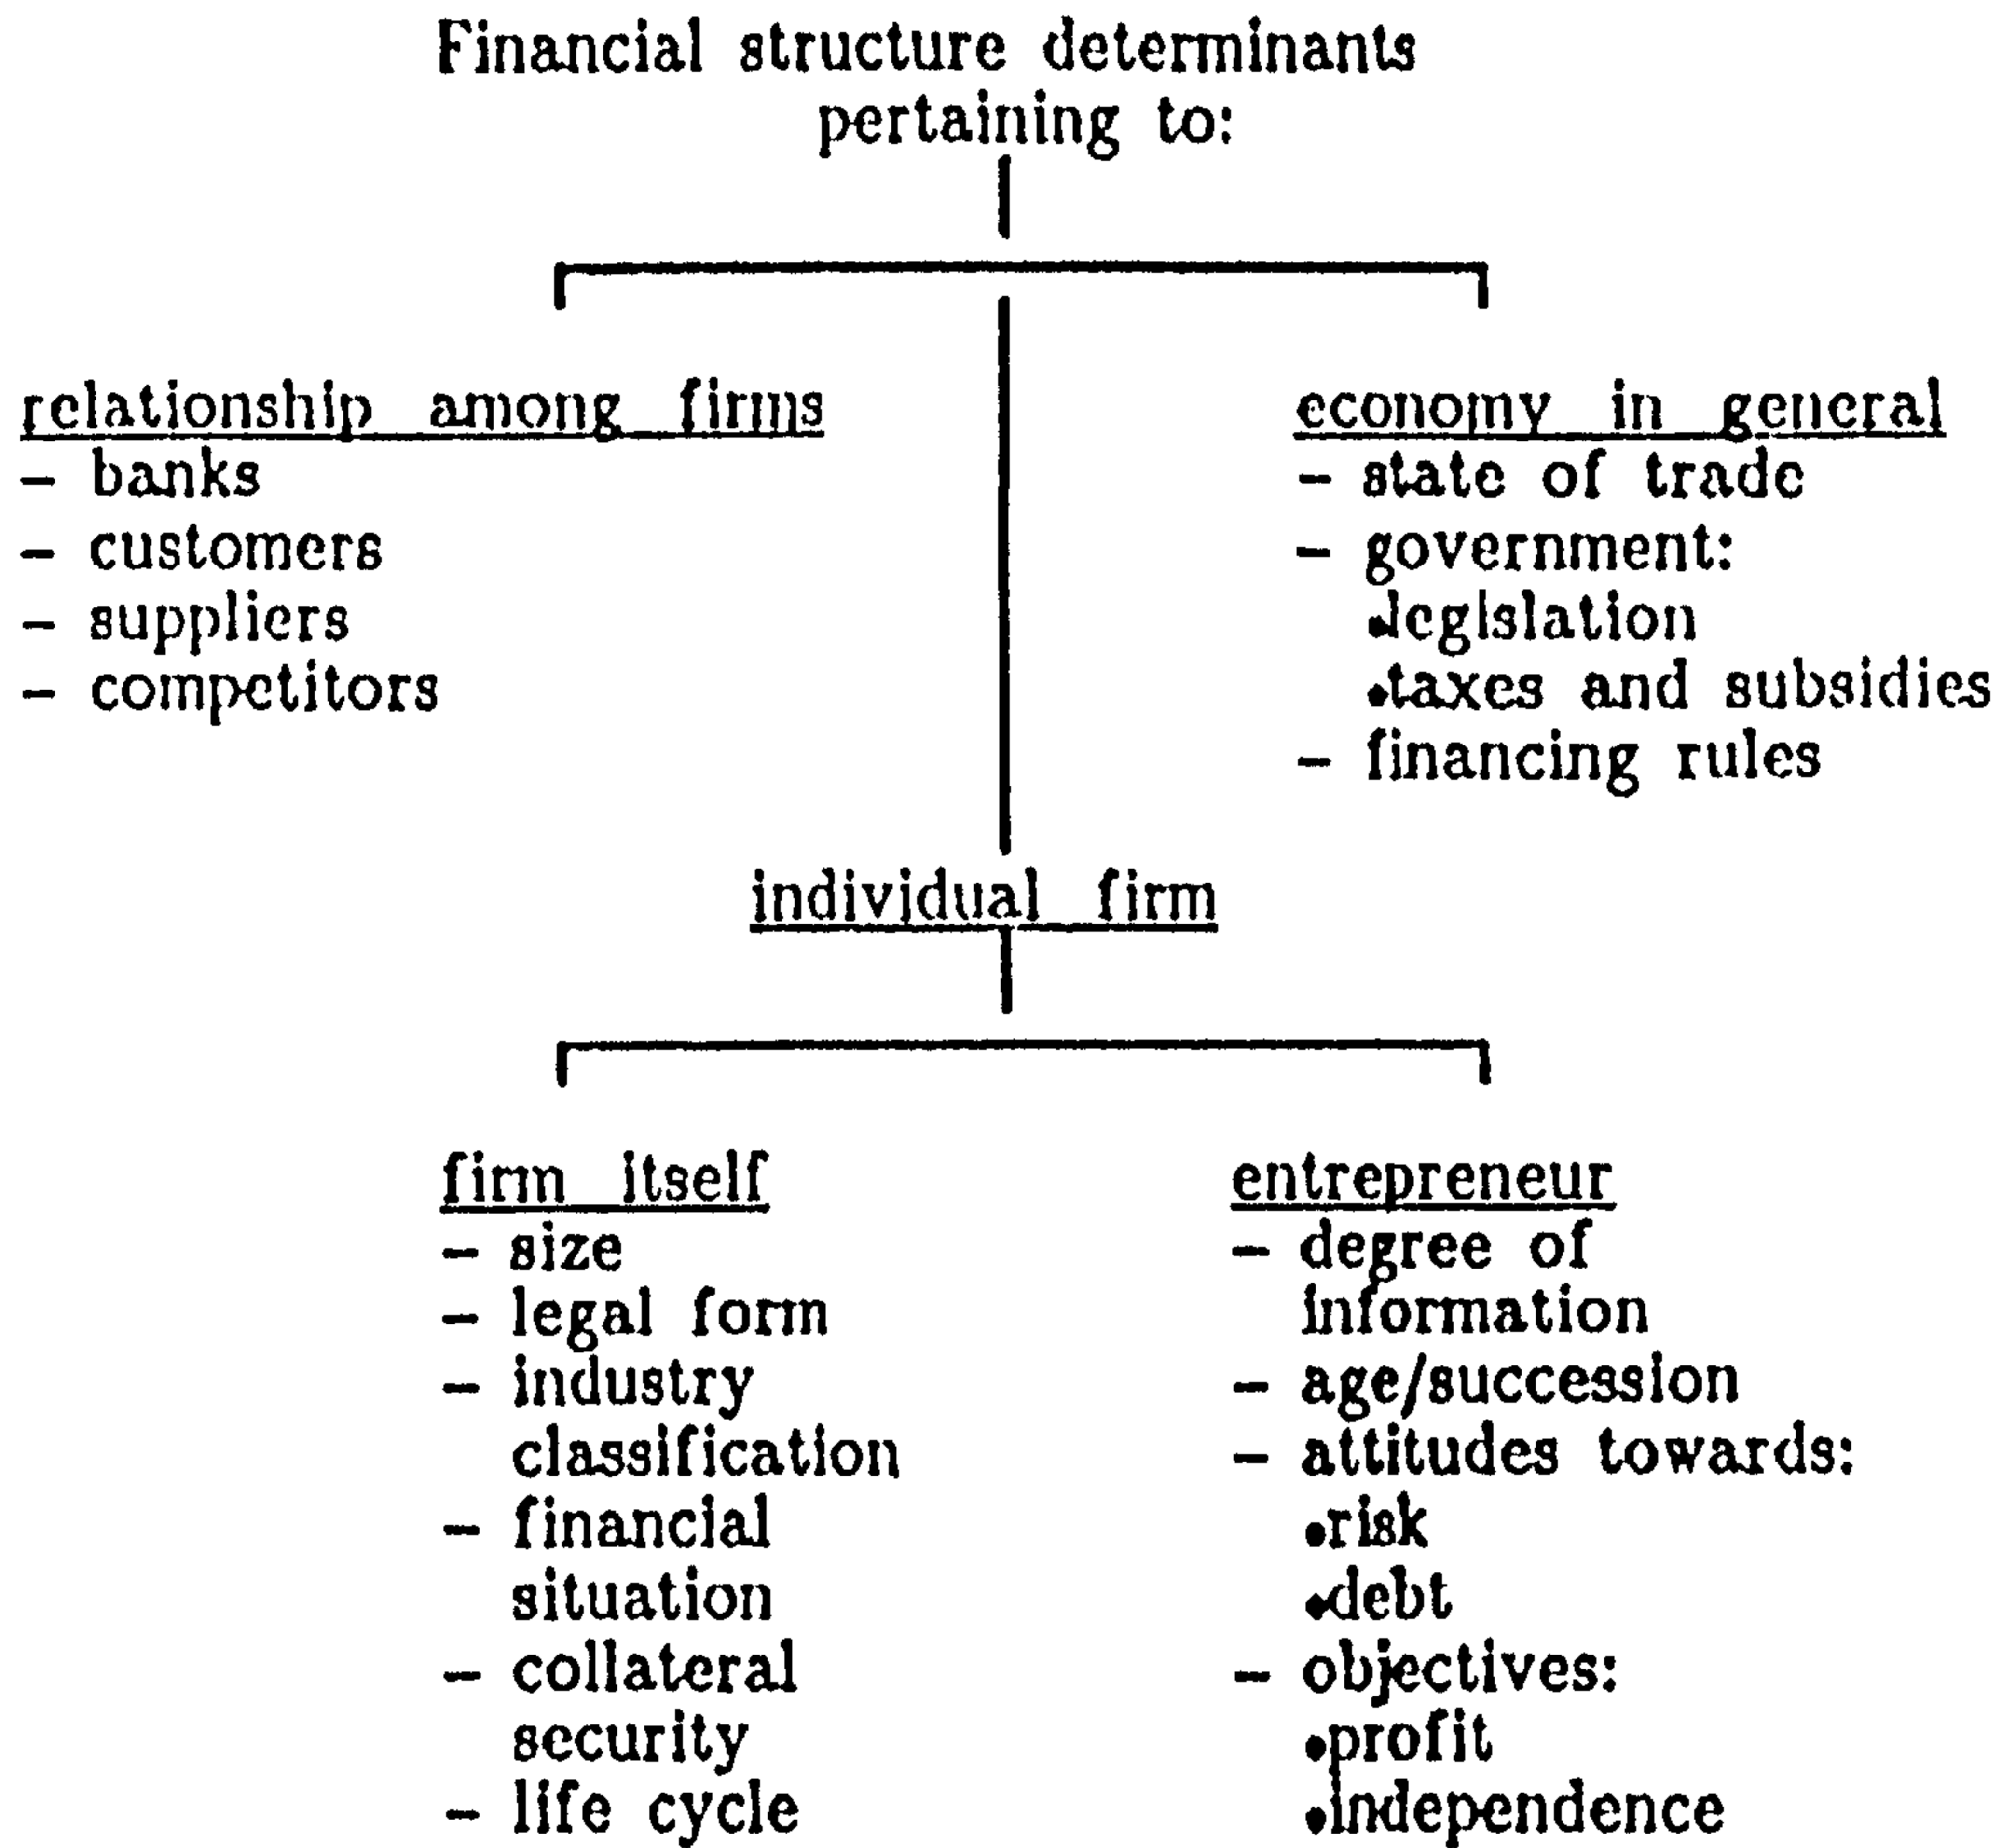 Financial structure determinants
pertaining to:
relationship among firms
- banks
- customers
- suppliers
- competitors
economy in general
- state of trade
- government:
•legislation
•taxes and subsidies
- financing rules
individual firm
firm itself
- size
- legal form
- industry
classification
- financial
situation
- collateral
security
- life cycle
entrepreneur
- degree of
information
- age/succession
- attitudes towards:
•risk
•debt
- objectives:
•profit
•independence